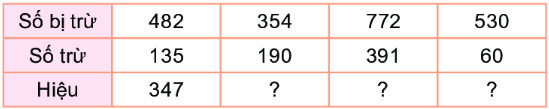 Số bị trừ 482 354 772 530
Số trừ 135 190 391 60
Hiệu 347 ? ? ?